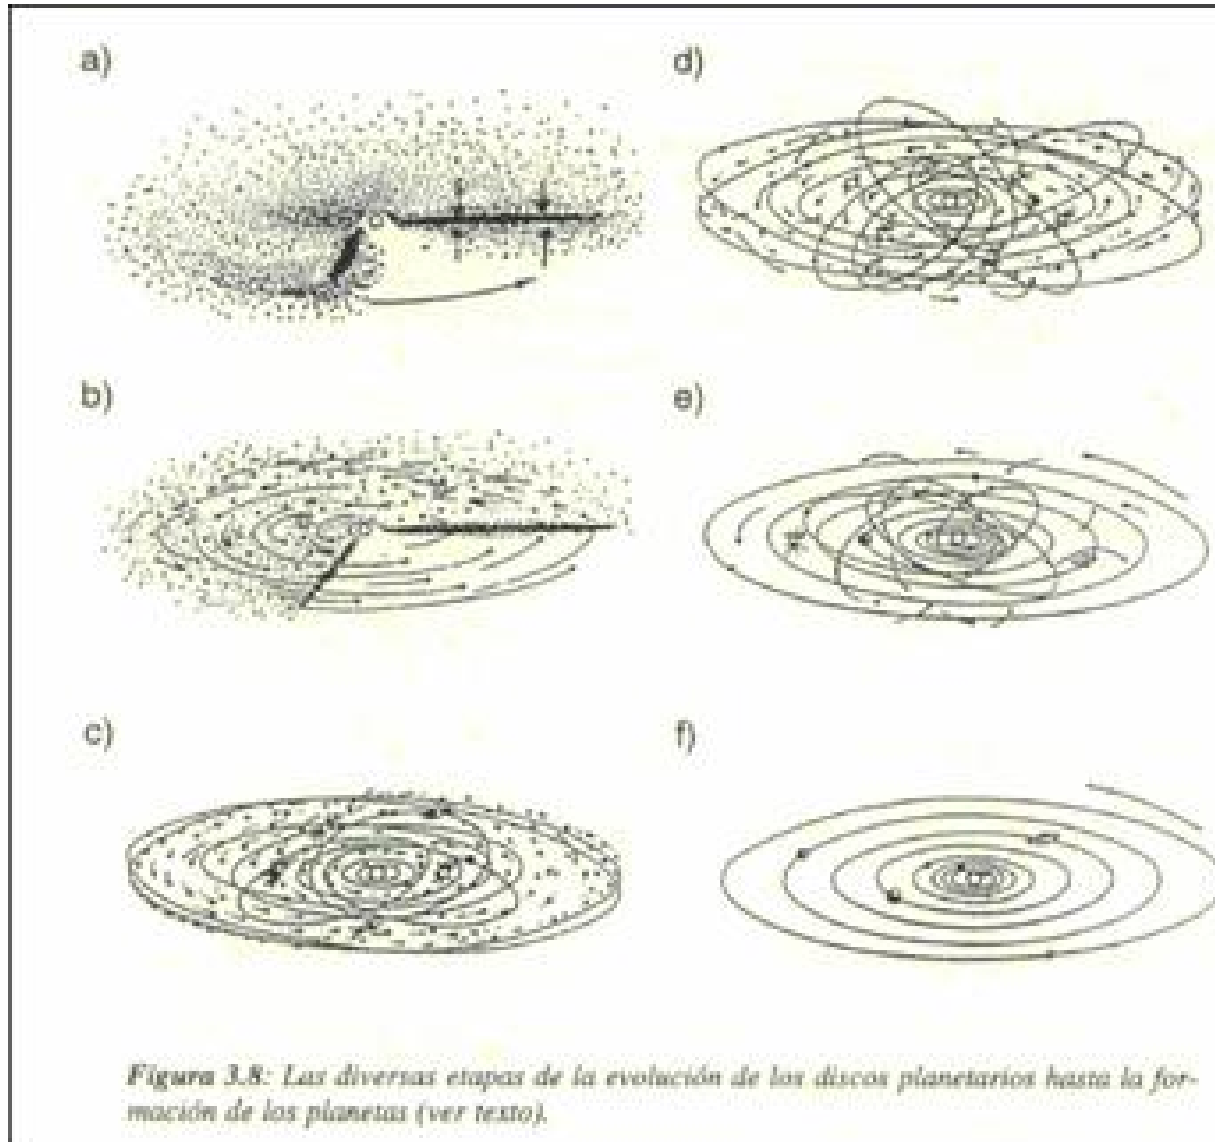 a)
d)
b)
e)
c)
f)
Figura 3.8: Las diversas etapas de la evolución de los discos planetarios hasta la for-
mación de los planetas (ver texto).